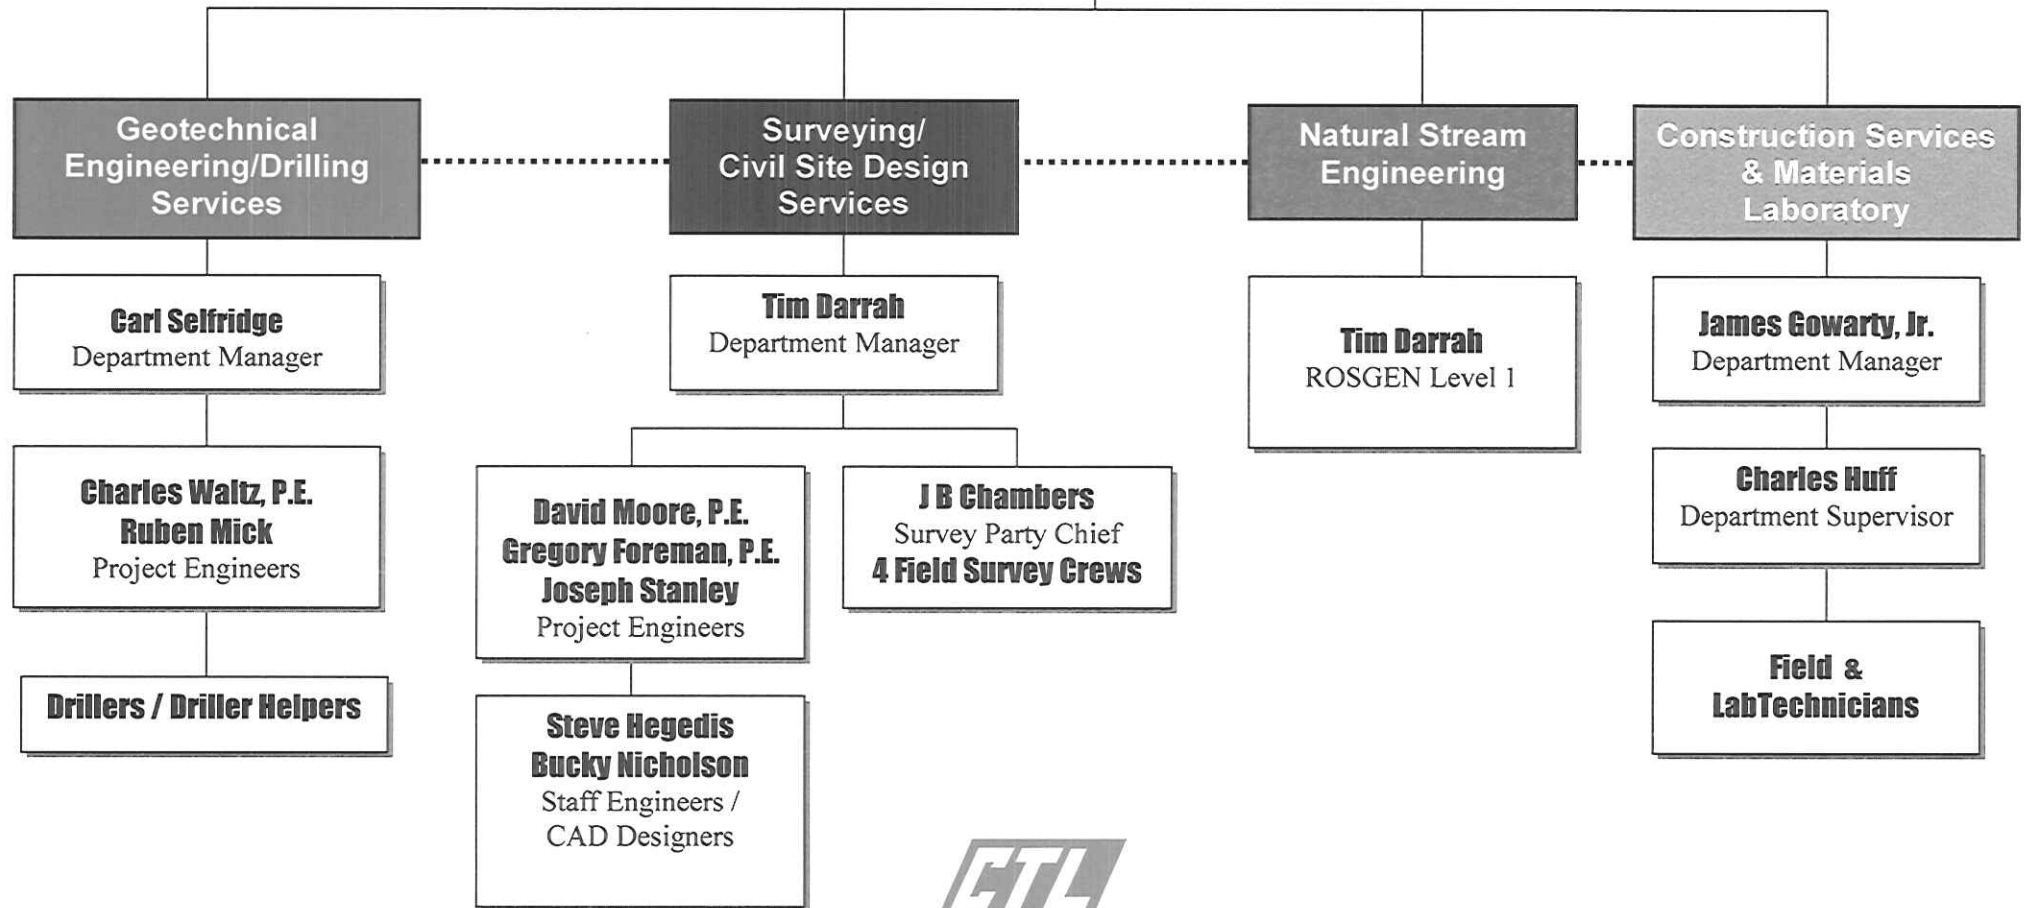 Geotechnical
Engineering/Drilling
Services
Surveying/
Civil Site Design
Services
Natural Stream
Engineering
Construction Services
& Materials
Laboratory
Carl Selfridge
Department Manager
Tim Darrah
Department Manager
Tim Darrah
ROSGEN Level 1
James Gowarty, Jr.
Department Manager
Charles Waltz, P.E.
Ruben Mick
Project Engineers
David Moore, P.E.
Gregory Foreman, P.E.
Joseph Stanley
Project Engineers
J B Chambers
Survey Party Chief
4 Field Survey Crews
Charles Huff
Department Supervisor
Drillers / Driller Helpers
Steve Hegedis
Bucky Nicholson
Staff Engineers /
CAD Designers
Field &
LabTechnicians
CTL